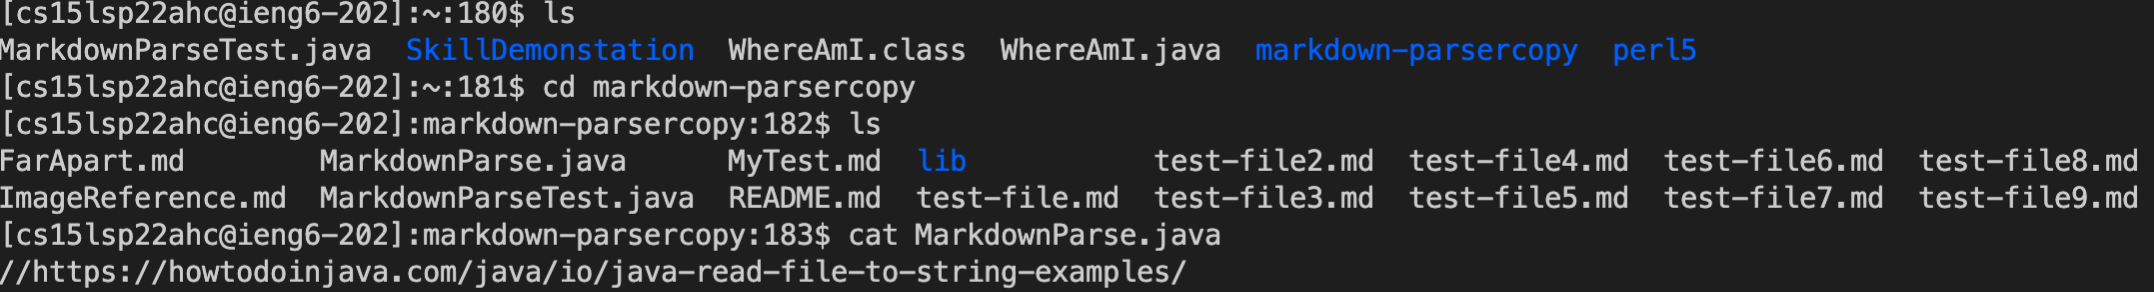 [cs15lsp22ahc@ieng6-202]:~:180$ ls
MarkdownParseTest.java  SkillDemonstation  WhereAmI.class  WhereAmI.java  markdown-parsercopy  perl5
[cs15lsp22ahc@ieng6-202]:~:181$ cd markdown-parsercopy
[cs15lsp22ahc@ieng6-202]:markdown-parsercopy:182$ ls
FarApart.md        MarkdownParse.java      MyTest.md  lib           test-file2.md  test-file4.md  test-file6.md  test-file8.md
ImageReference.md  MarkdownParseTest.java  README.md  test-file.md  test-file3.md  test-file5.md  test-file7.md  test-file9.md
[cs15lsp22ahc@ieng6-202]:markdown-parsercopy:183$ cat MarkdownParse.java
//https://howtodoinjava.com/java/io/java-read-file-to-string-examples/